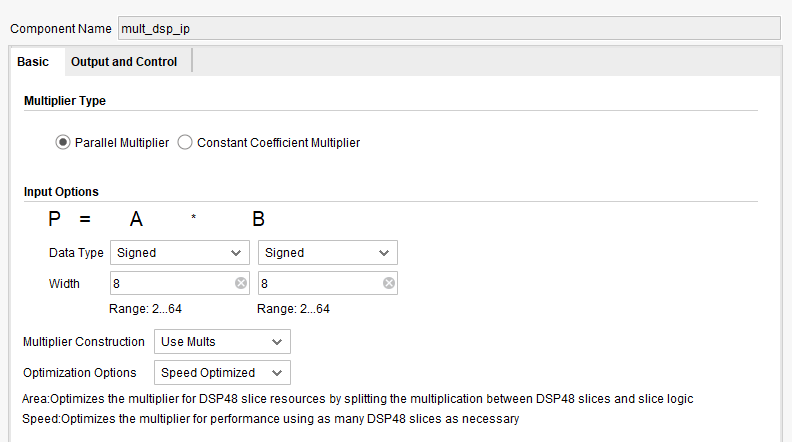 Component Name mult_dsp_ip
Basic Output and Control
Multiplier Type
Parallel Multiplier Constant Coefficient Multiplier
Input Options
P = A * B
Data Type Signed Signed
Width 8 8
Range: 2...64 Range: 2...64
Multiplier Construction Use Mults
Optimization Options Speed Optimized
Area:Optimizes the multiplier for DSP48 slice resources by splitting the multiplication between DSP48 slices and slice logic
Speed:Optimizes the multiplier for performance using as many DSP48 slices as necessary